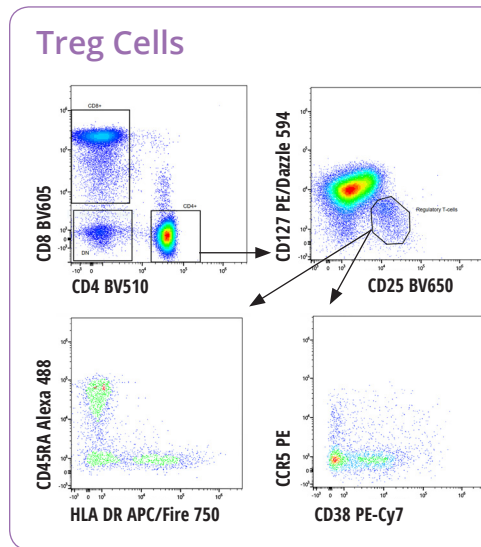 Treg Cells
CD8+
DN
CD4+
CD8 BV605
CD4 BV510
Regulatory T-cells
CD127 PE/Dazzle 594
CD25 BV650
CD45RA Alexa 488
HLA DR APC/Fire 750
CCR5 PE
CD38 PE-Cy7